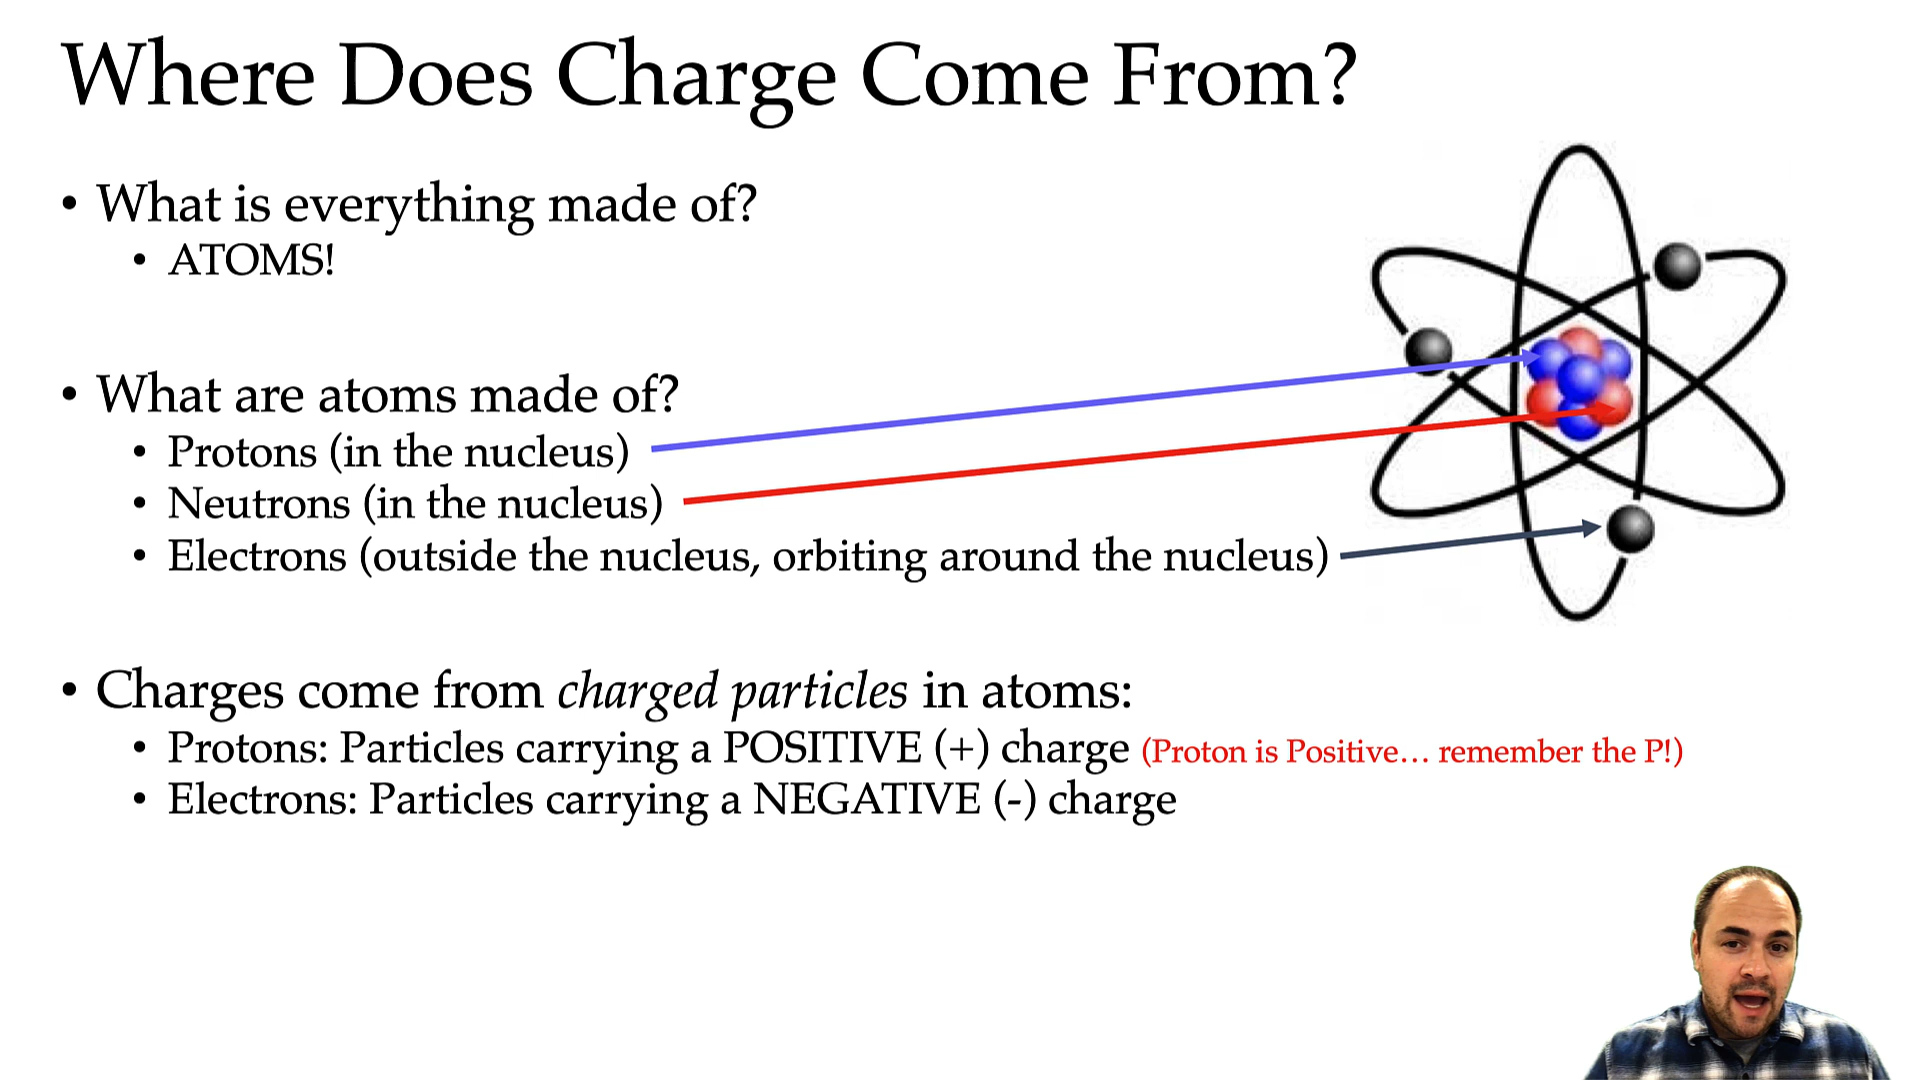 Where Does Charge Come From?
• What is everything made of?
• ATOMS!
• What are atoms made of?
• Protons (in the nucleus)
• Neutrons (in the nucleus)
• Electrons (outside the nucleus, orbiting around the nucleus)
• Charges come from charged particles in atoms:
• Protons: Particles carrying a POSITIVE (+) charge (Proton is Positive… remember the P!)
• Electrons: Particles carrying a NEGATIVE (-) charge